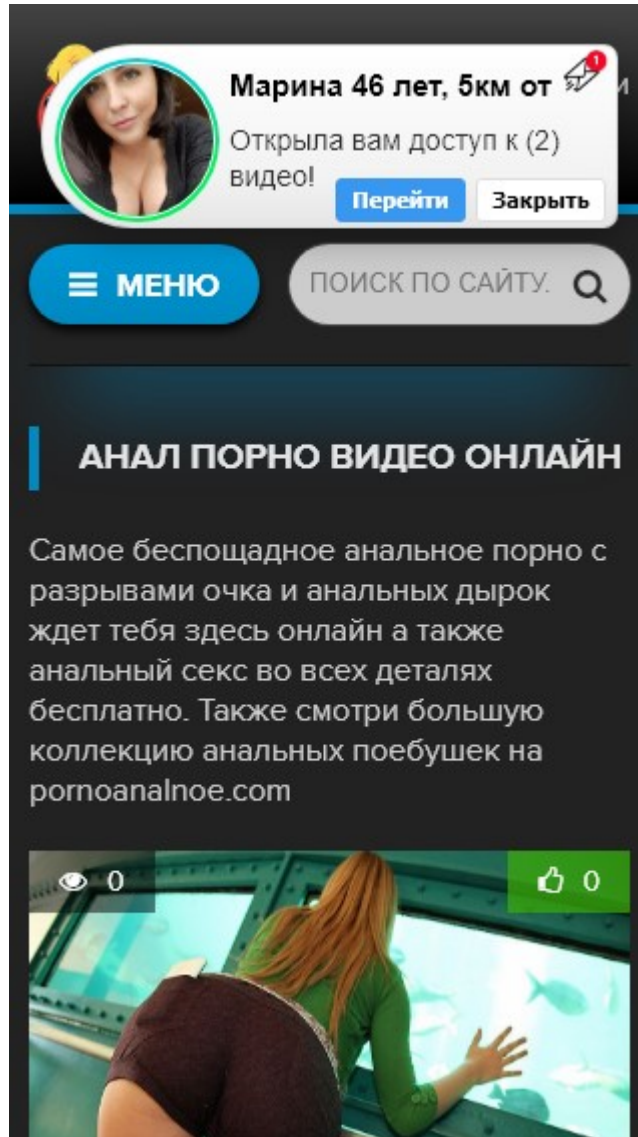 Марина 46 лет, 5км от
1
и
Открыла вам доступ к (2)
видео!
Перейти
Закрыть
МЕНЮ
ПОИСК ПО САЙТУ.
АНАЛ ПОРНО ВИДЕО ОНЛАЙН
Самое беспощадное анальное порно с
разрывами очка и анальных дырок
ждет тебя здесь онлайн а также
анальный секс во всех деталях
бесплатно. Также смотри большую
коллекцию анальных поебушек на
pornoanalnoe.com
0
0